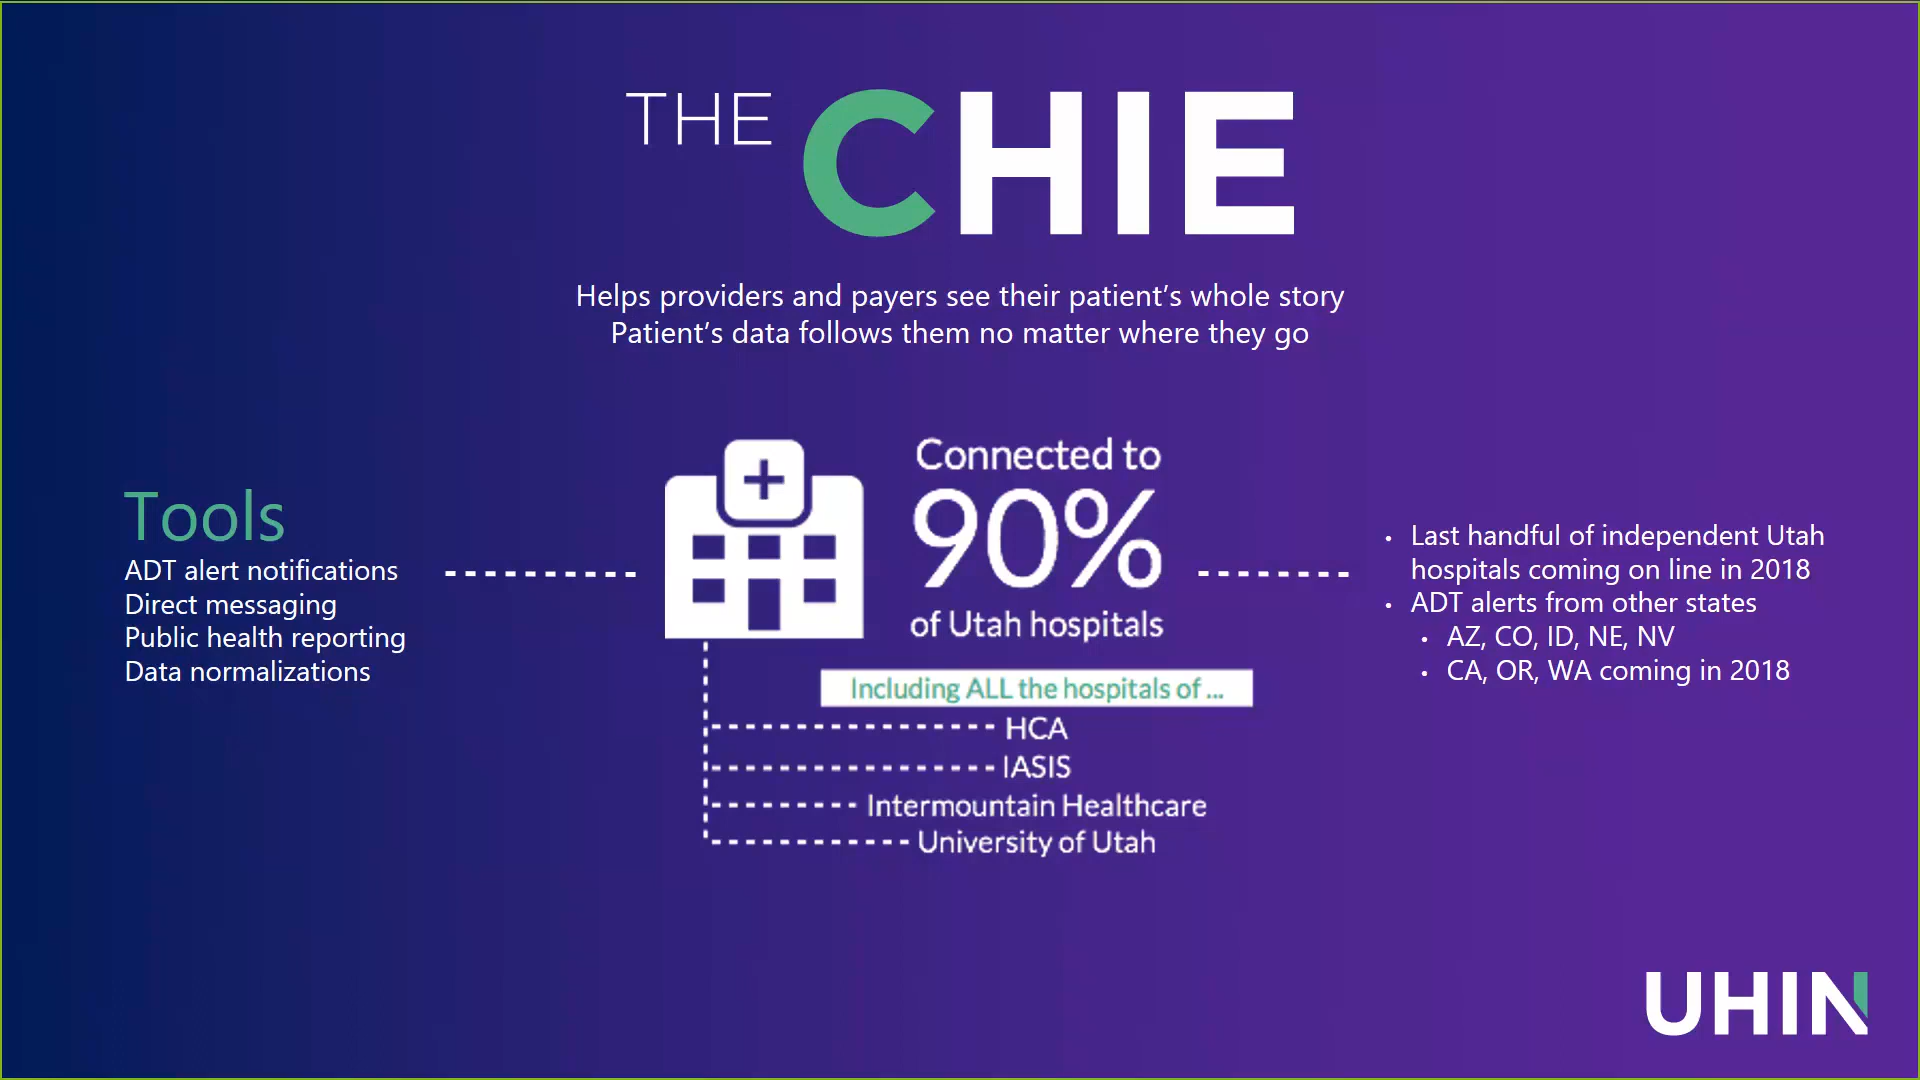 THE CHIE
Helps providers and payers see their patient’s whole story
Patient’s data follows them no matter where they go
Tools
ADT alert notifications
Direct messaging
Public health reporting
Data normalizations
Connected to
90%
of Utah hospitals
Including ALL the hospitals of ...
HCA
IASIS
Intermountain Healthcare
University of Utah
• Last handful of independent Utah
hospitals coming on line in 2018
• ADT alerts from other states
• AZ, CO, ID, NE, NV
• CA, OR, WA coming in 2018
UHIN